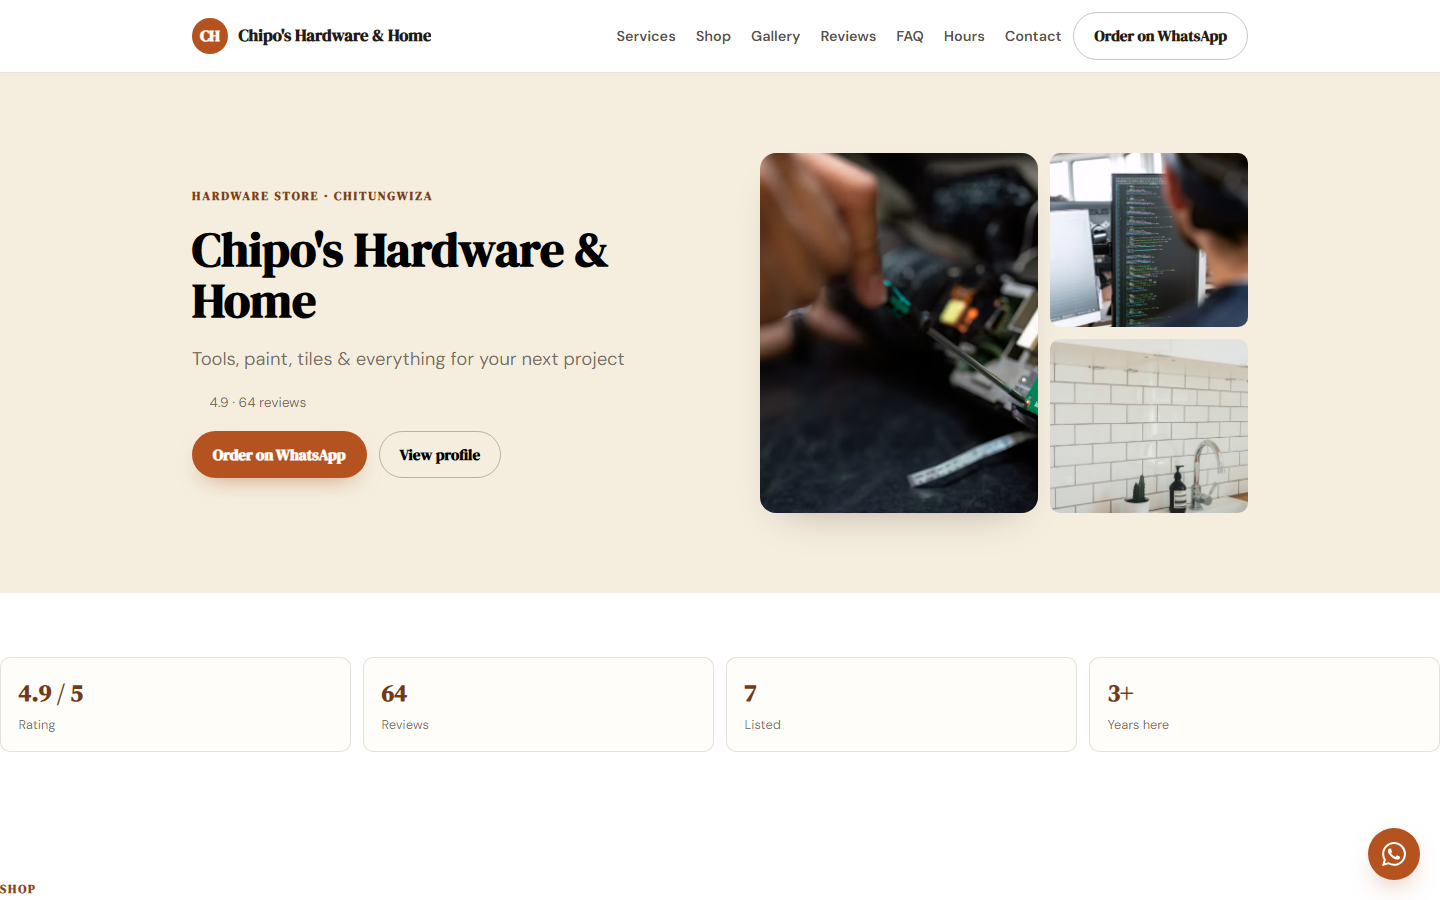 CH
Chipo's Hardware & Home
Services
Shop
Gallery
Reviews
FAQ
Hours
Contact
Order on WhatsApp
HARDWARE STORE · CHITUNGWIZA
Chipo's Hardware &
Home
Tools, paint, tiles & everything for your next project
4.9 · 64 reviews
Order on WhatsApp
View profile
4.9 / 5
Rating
64
Reviews
7
Listed
3+
Years here
SHOP